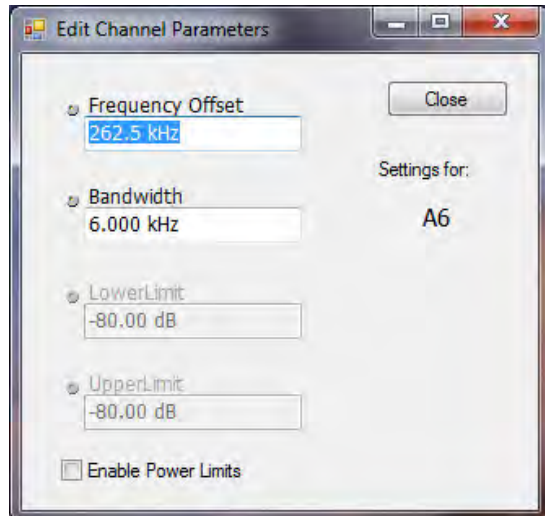 Edit Channel Parameters
Frequency Offset
262.5 kHz
Close
Settings for:
A6
Bandwidth
6.000 kHz
LowerLimit
-80.00 dB
UpperLimit
-80.00 dB
Enable Power Limits